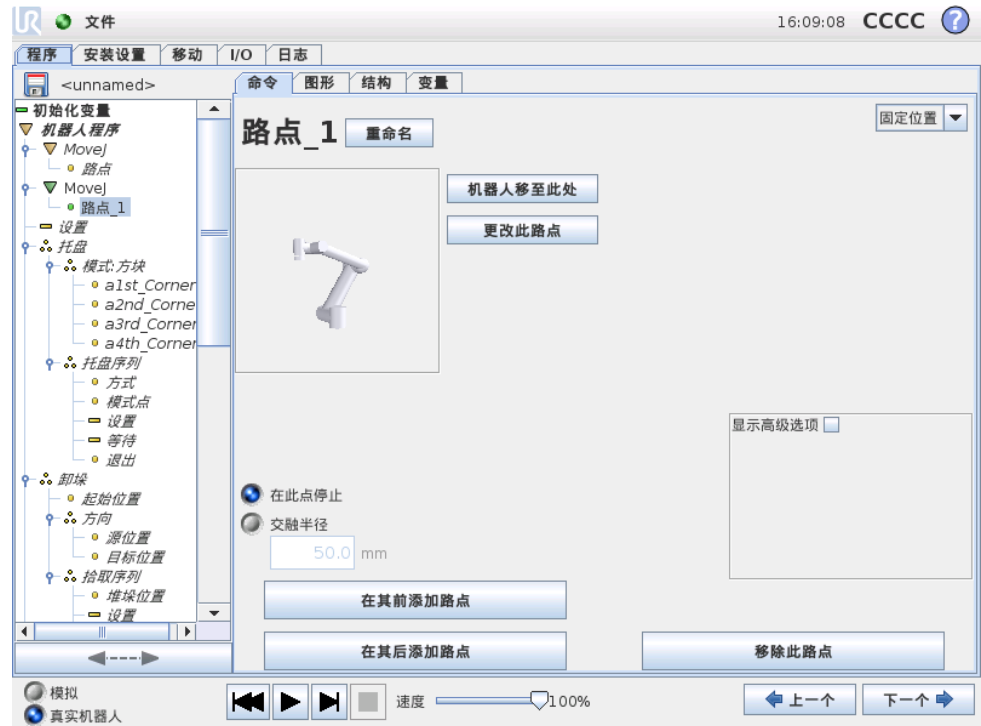 文件
16:09:08 CCCC ?
程序 安装设置 移动 I/O 日志
<unnamed>
命令 图形 结构 变量
初始化变量
机器人程序
MoveJ
路点
MoveJ
路点_1
设置
托盘
模式:方块
a1st_Corner
a2nd_Corne
a3rd_Corner
a4th_Corner
托盘序列
方式
模式点
设置
等待
退出
卸垛
起始位置
方向
源位置
目标位置
拾取序列
堆垛位置
设置
路点_1 重命名
固定位置
机器人移至此处
更改此路点
显示高级选项
在此点停止
交融半径
50.0 mm
在其前添加路点
在其后添加路点 移除此路点
模拟
真实机器人
速度 100%
上一个 下一个